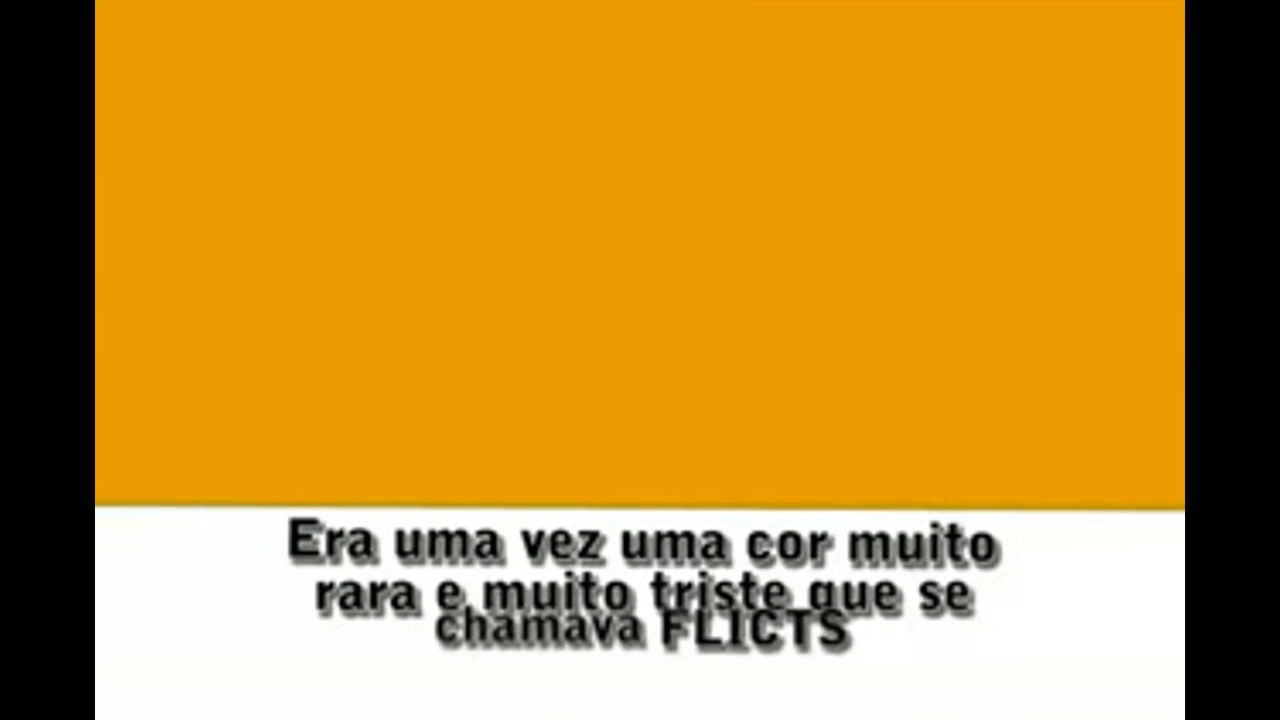 Era uma vez uma cor muito
rara e muito triste que se
chamava FLICTS